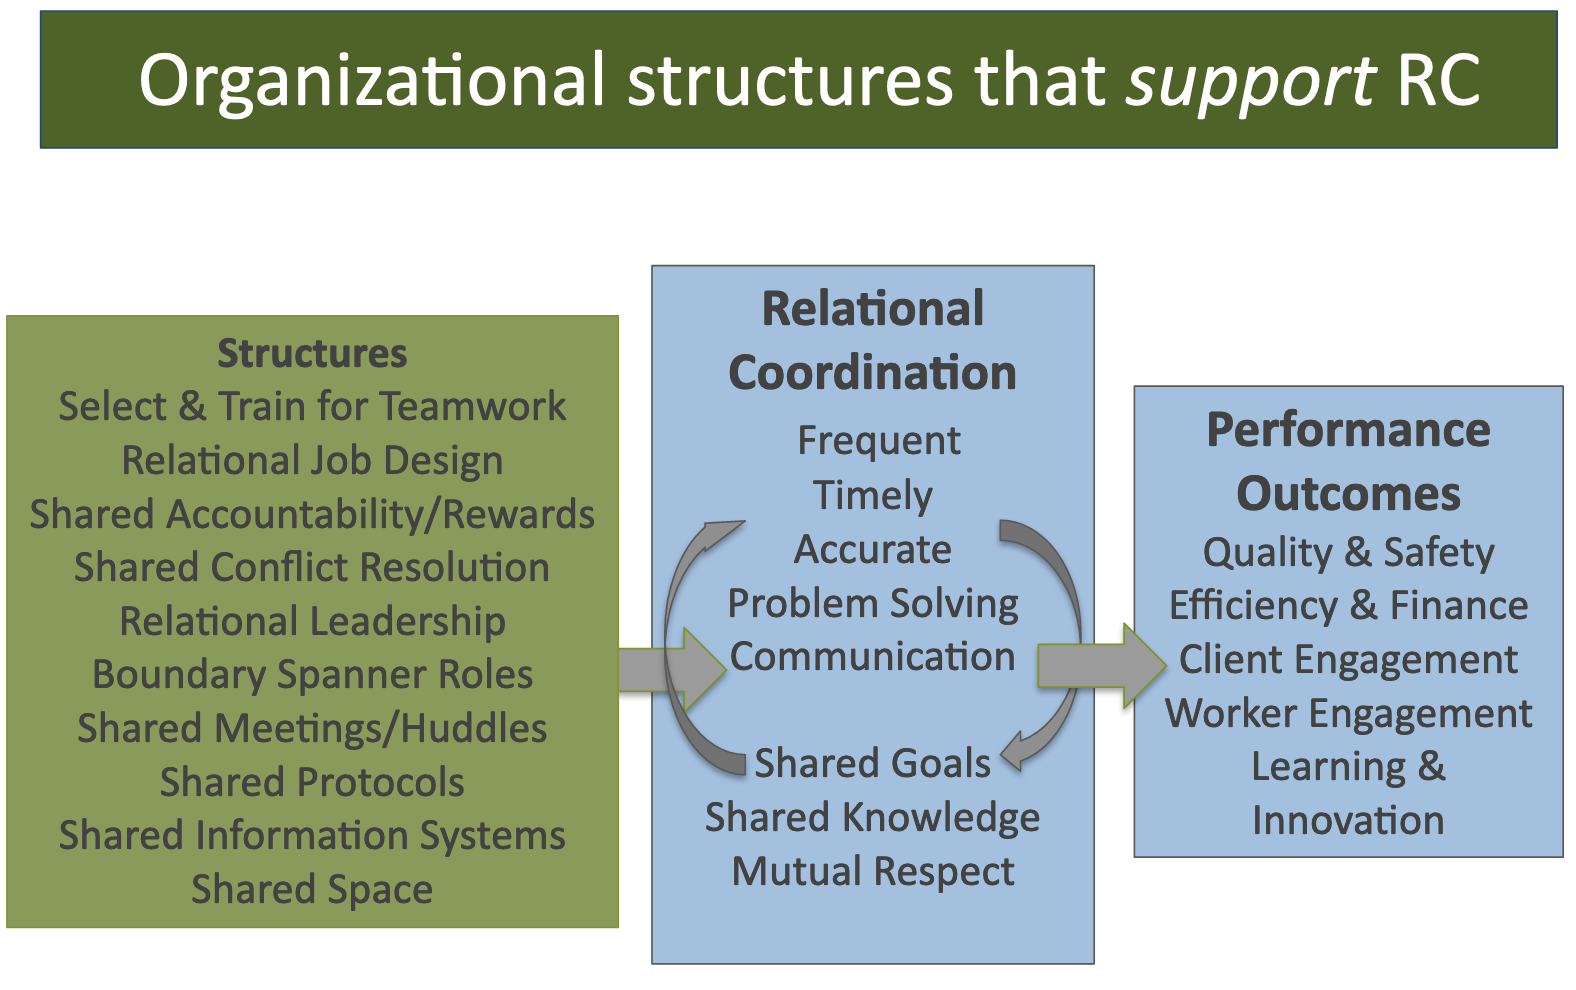 Organizational structures that support RC
Structures
Select & Train for Teamwork
Relational Job Design
Shared Accountability/Rewards
Shared Conflict Resolution
Relational Leadership
Boundary Spanner Roles
Shared Meetings/Huddles
Shared Protocols
Shared Information Systems
Shared Space
Relational
Coordination
Frequent
Timely
Accurate
Problem Solving
Communication
Shared Goals
Shared Knowledge
Mutual Respect
Performance
Outcomes
Quality & Safety
Efficiency & Finance
Client Engagement
Worker Engagement
Learning &
Innovation